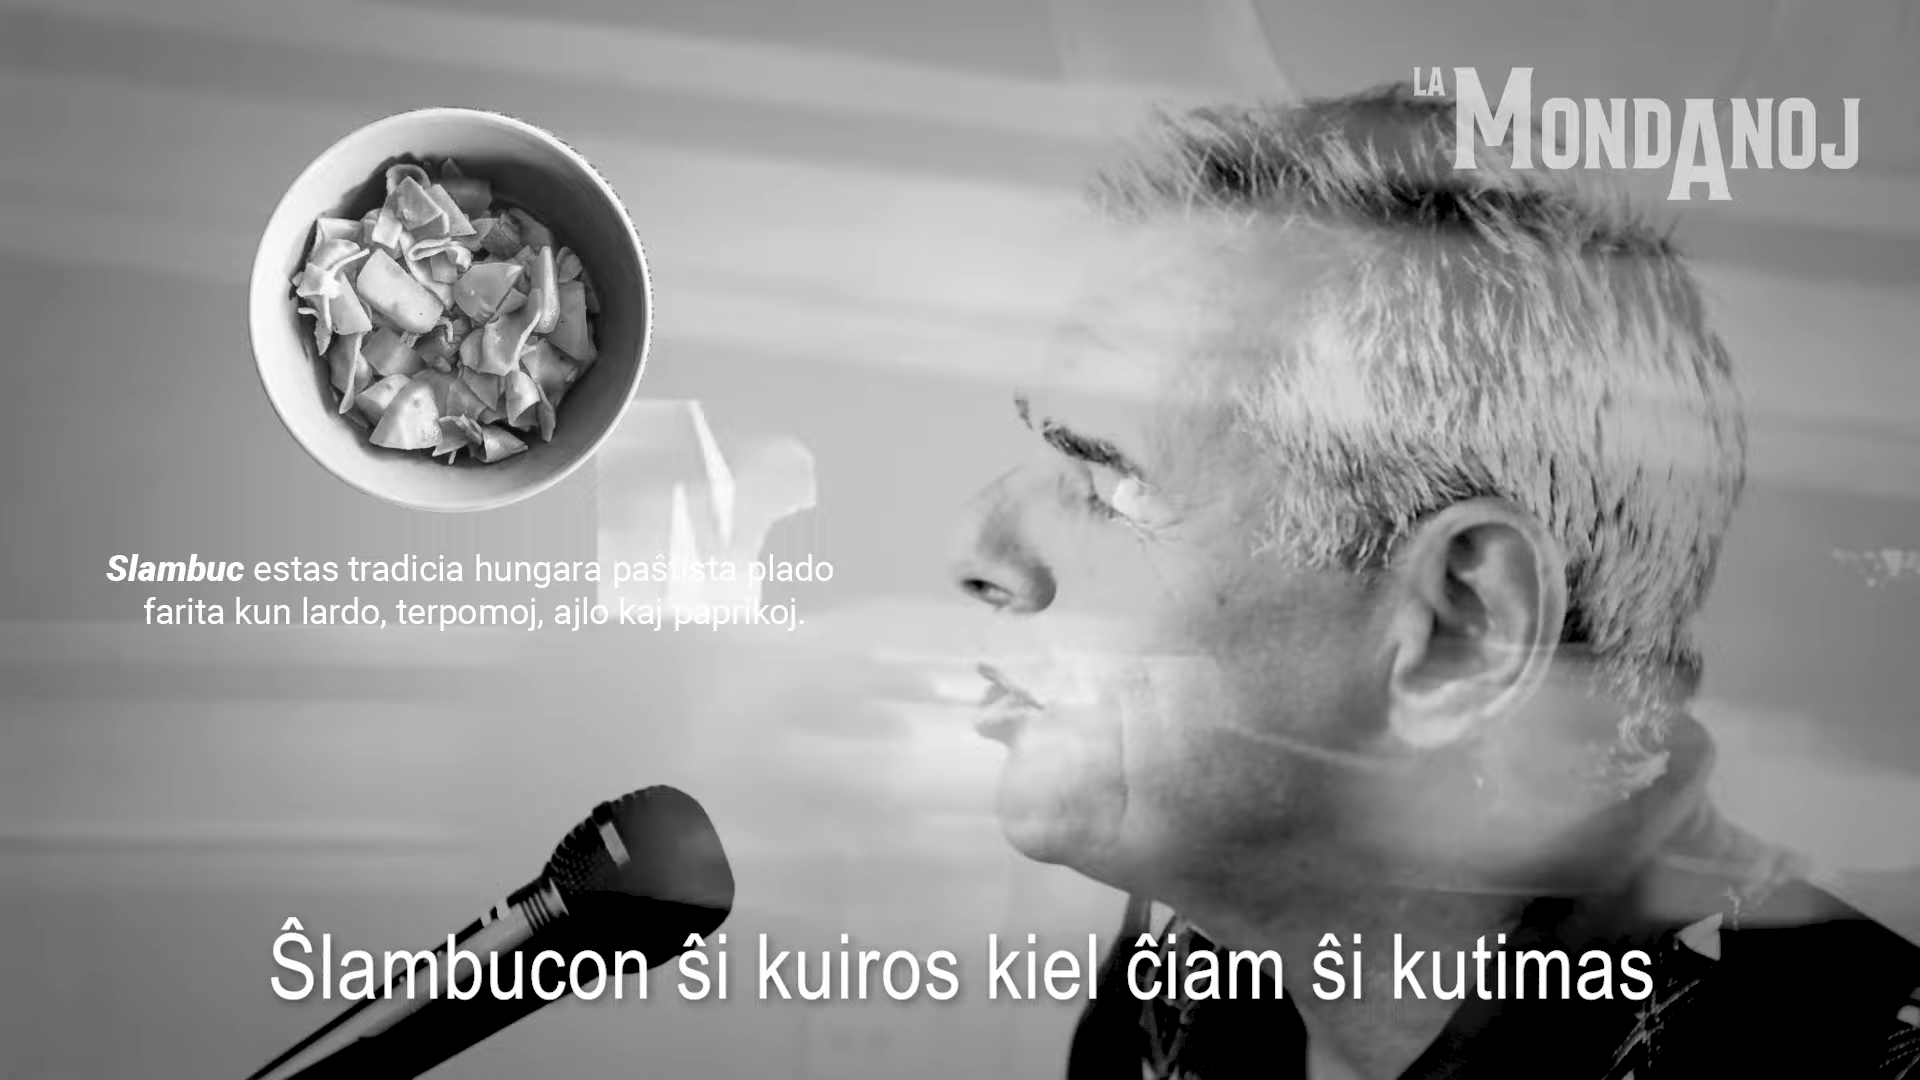 LA MONDANOJ
Slambuc estas tradicia hungara paŝtista plado
farita kun lardo, terpomoj, ajlo kaj paprikoj.
Ŝlambucon ŝi kuiros kiel ĉiam ŝi kutimas